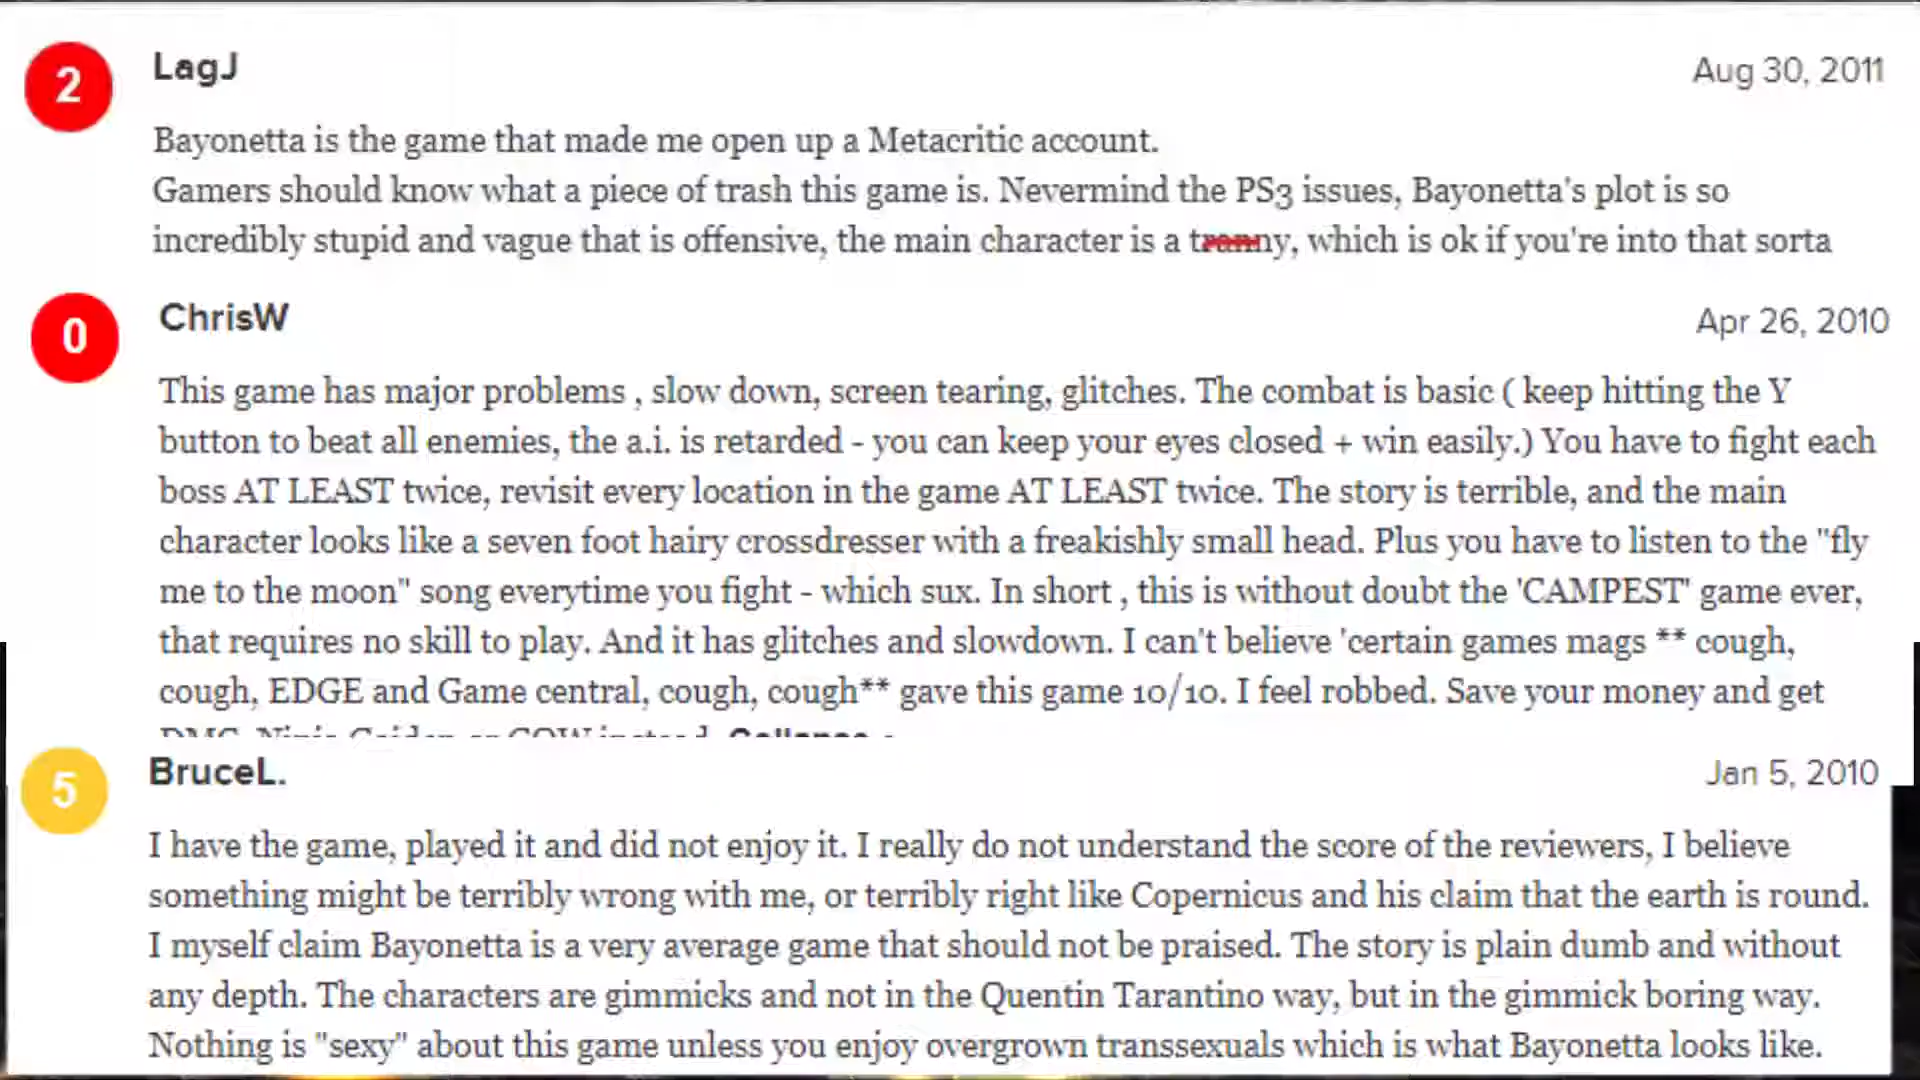 2
LagJ
Aug 30, 2011
Bayonetta is the game that made me open up a Metacritic account.
Gamers should know what a piece of trash this game is. Nevermind the PS3 issues, Bayonetta's plot is so
incredibly stupid and vague that is offensive, the main character is a tranny, which is ok if you're into that sorta
0
ChrisW
Apr 26, 2010
This game has major problems , slow down, screen tearing, glitches. The combat is basic ( keep hitting the Y
button to beat all enemies, the a.i. is retarded - you can keep your eyes closed + win easily.) You have to fight each
boss AT LEAST twice, revisit every location in the game AT LEAST twice. The story is terrible, and the main
character looks like a seven foot hairy crossdresser with a freakishly small head. Plus you have to listen to the "fly
me to the moon" song everytime you fight - which sux. In short , this is without doubt the 'CAMPEST' game ever,
that requires no skill to play. And it has glitches and slowdown. I can't believe 'certain games mags ** cough,
cough, EDGE and Game central, cough, cough** gave this game 10/10. I feel robbed. Save your money and get
DMC, Ninja Gaiden or GOW instead. Collapse
5
BruceL.
Jan 5, 2010
I have the game, played it and did not enjoy it. I really do not understand the score of the reviewers, I believe
something might be terribly wrong with me, or terribly right like Copernicus and his claim that the earth is round.
I myself claim Bayonetta is a very average game that should not be praised. The story is plain dumb and without
any depth. The characters are gimmicks and not in the Quentin Tarantino way, but in the gimmick boring way.
Nothing is "sexy" about this game unless you enjoy overgrown transsexuals which is what Bayonetta looks like.